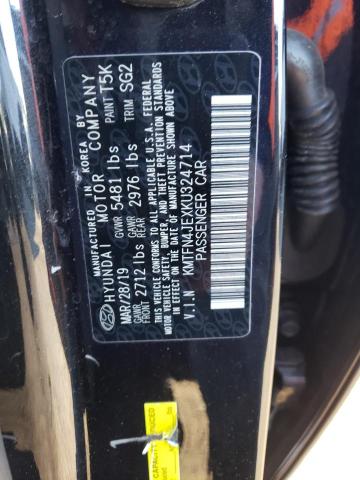 MANUFACTURED IN KOREA BY
HYUNDAI MOTOR COMPANY
MAR/28/19 GVWR 5481 lbs PAINT T5K
GAWR FRONT 2712 lbs GAWR REAR 2976 lbs TRIM SG2
THIS VEHICLE CONFORMS TO ALL APPLICABLE U.S.A. FEDERAL
MOTOR VEHICLE SAFETY, BUMPER, AND THEFT PREVENTION STANDARDS
IN EFFECT ON THE DATE OF MANUFACTURE SHOWN ABOVE
V.I.N KMTFN4JEXKU324714
PASSENGER CAR